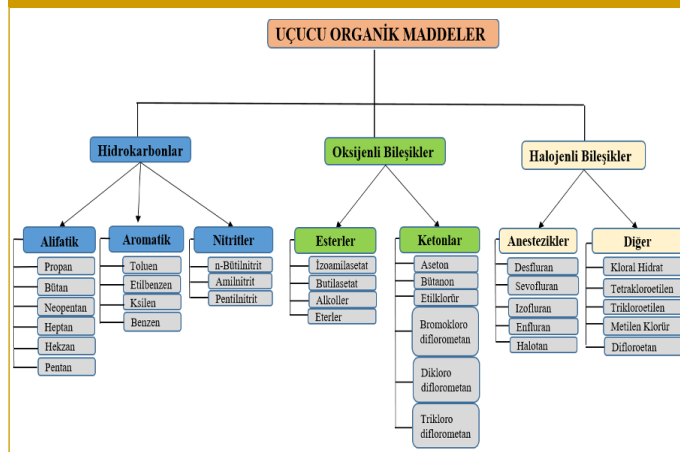 UÇUCU ORGANİK MADDELER
Hidrokarbonlar
Oksijenli Bileşikler
Halojenli Bileşikler
Alifatik
Propan
Bütan
Neopentan
Heptan
Hekzan
Pentan
Aromatik
Toluen
Etilbenzen
Ksilen
Benzen
Nitritler
n-Bütilnitrit
Amilnitrit
Pentilnitrit
Esterler
İzoamilasetat
Butilasetat
Alkoller
Eterler
Ketonlar
Aseton
Bütanon
Etilklorür
Bromokloro
diflorometan
Dikloro
diflorometan
Trikloro
diflorometan
Anestezikler
Desfluran
Sevofluran
Izofluran
Enfluran
Halotan
Diğer
Kloral Hidrat
Tetrakloroetilen
Trikloroetilen
Metilen Klorür
Difloroetan